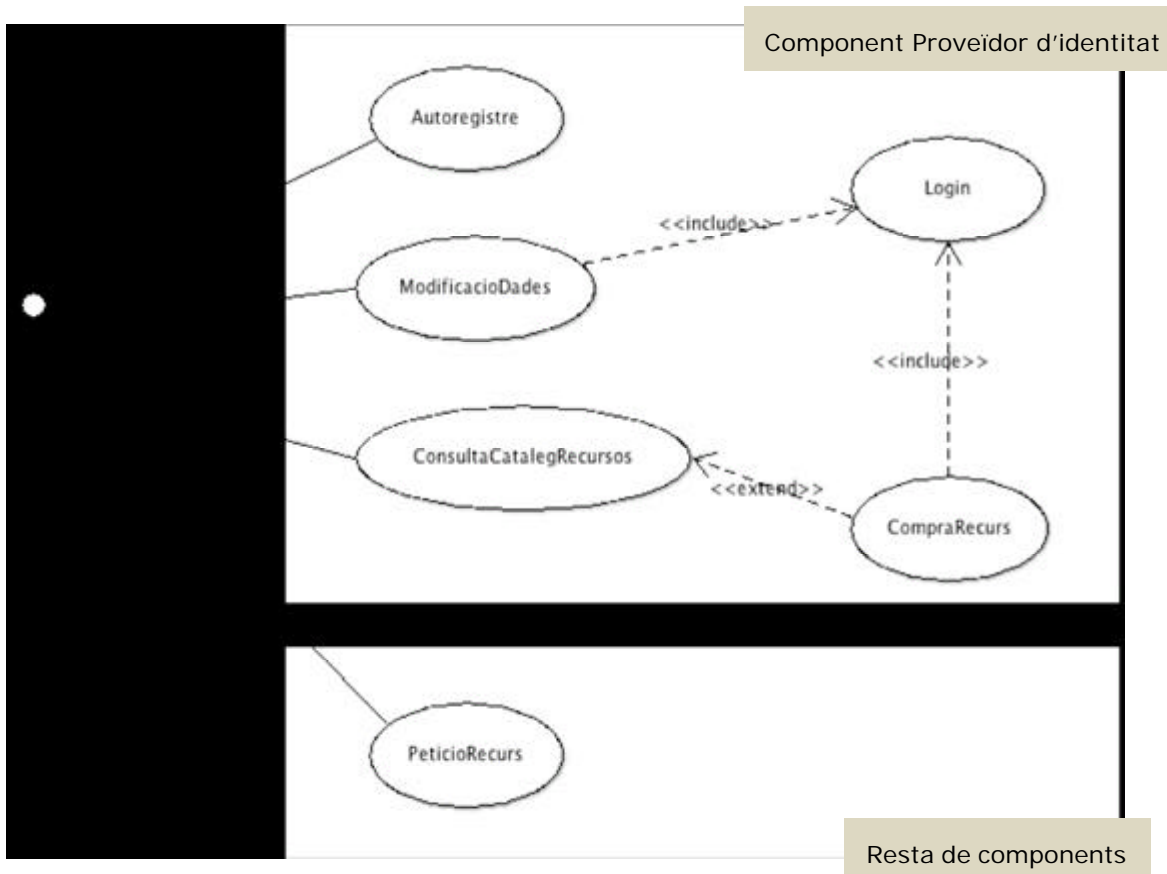 Component Proveïdor d'identitat
Autoregistre
Login
<<include>>
ModificacioDades
<<include>>
ConsultaCatalegRecursos
<<extend>>
CompraRecurs
PeticioRecurs
Resta de components